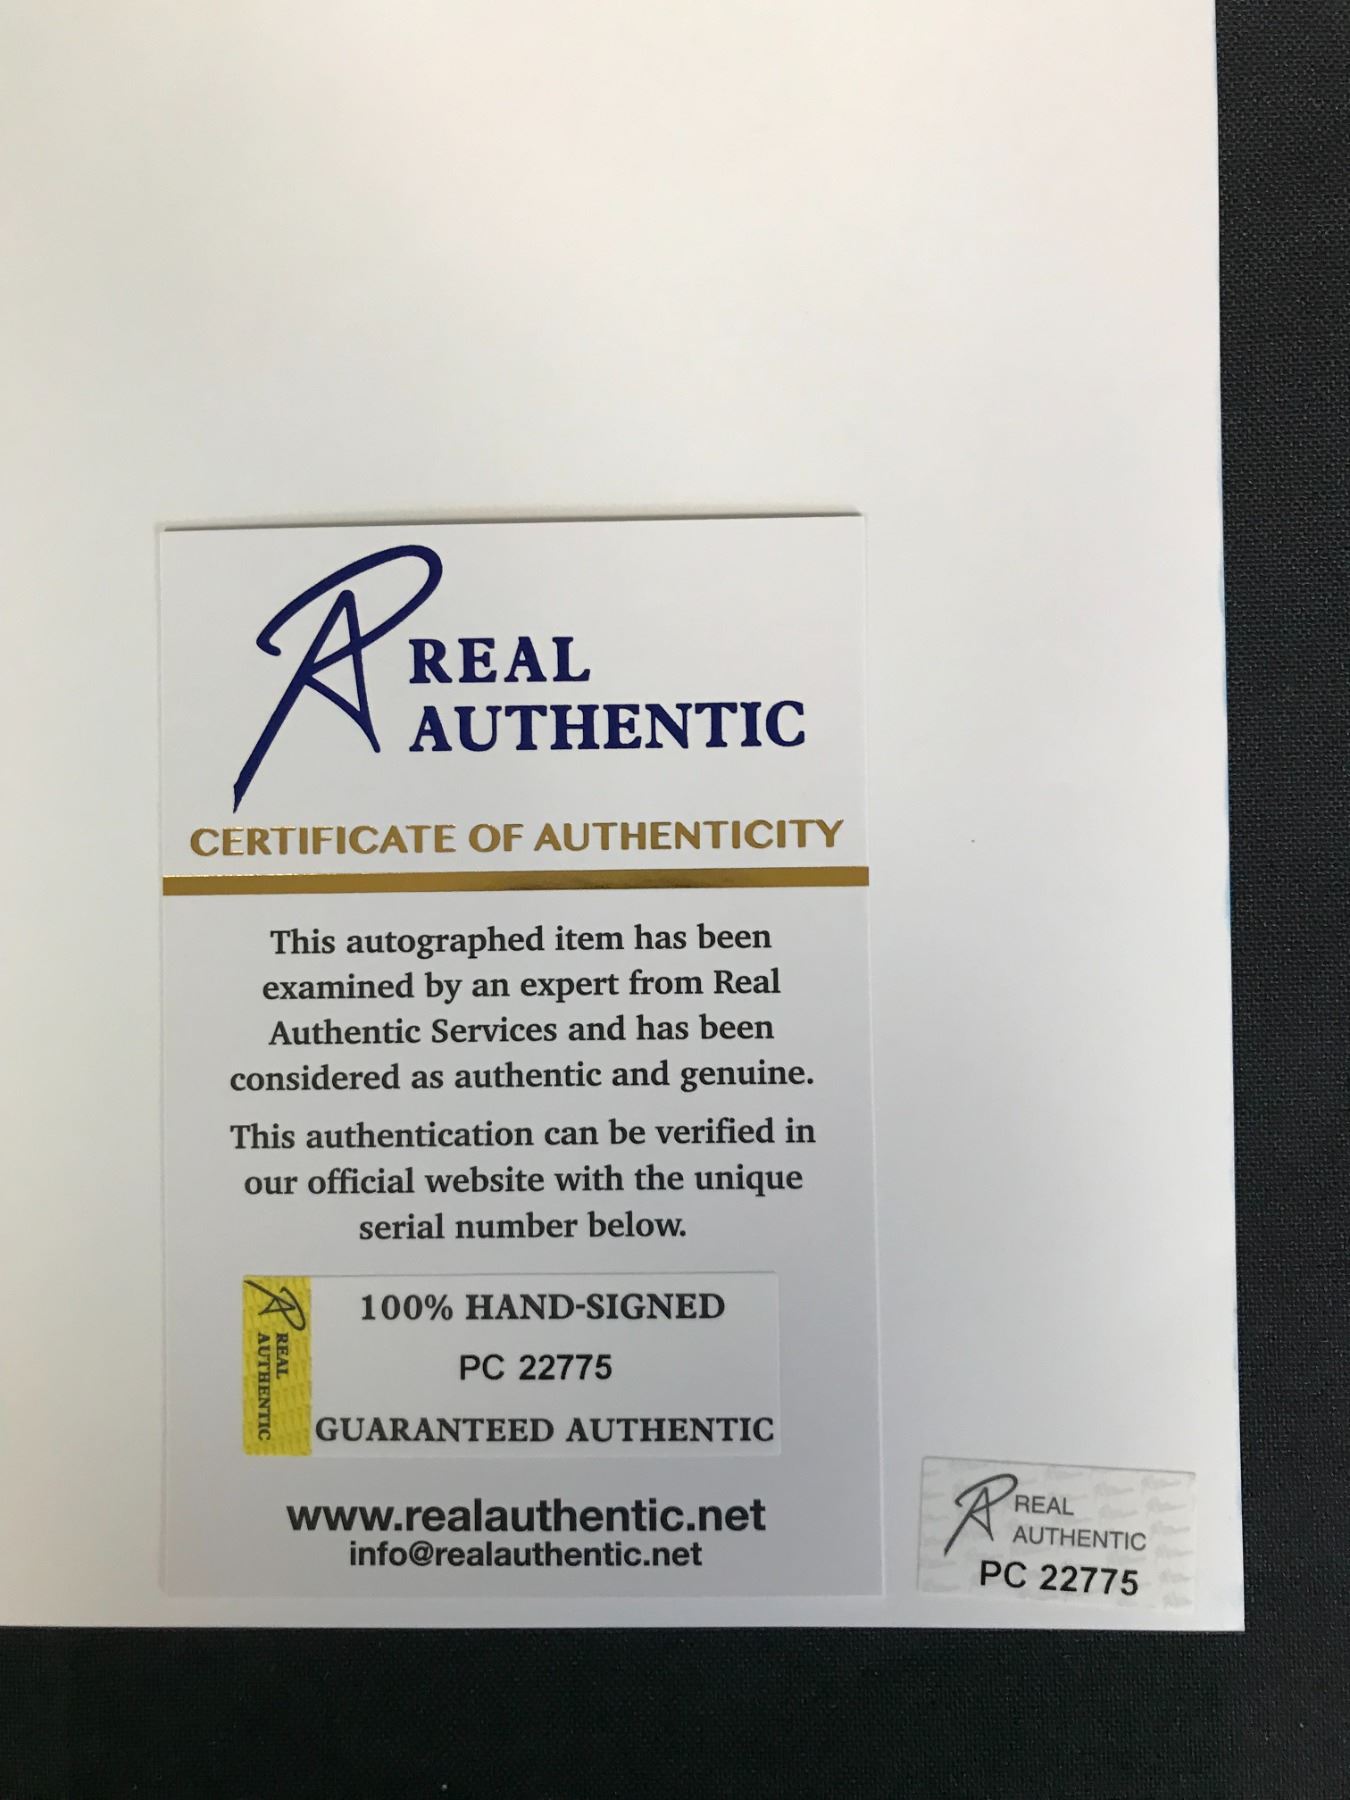 REAL
AUTHENTIC
CERTIFICATE OF AUTHENTICITY
This autographed item has been
examined by an expert from Real
Authentic Services and has been
considered as authentic and genuine.
This authentication can be verified in
our official website with the unique
serial number below.
REAL
AUTHENTIC
100% HAND-SIGNED
PC 22775
GUARANTEED AUTHENTIC
www.realauthentic.net
info@realauthentic.net
REAL
AUTHENTIC
PC 22775